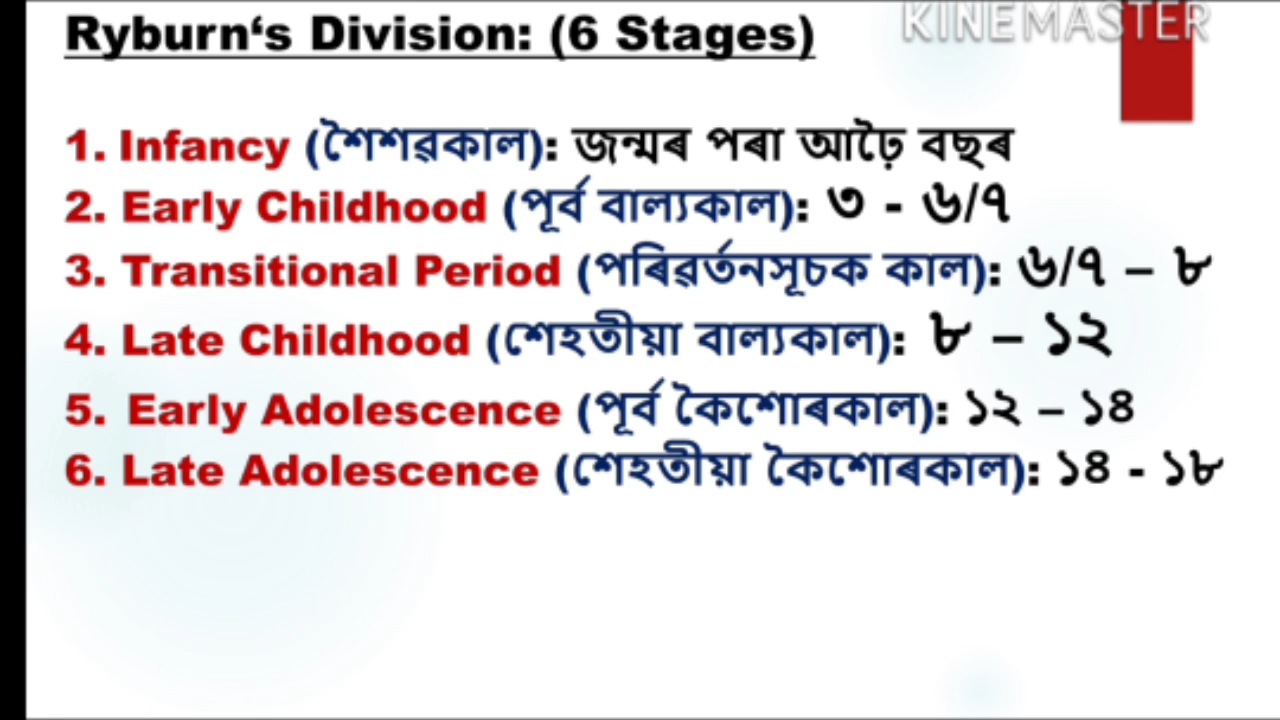 Ryburn‘s Division: (6 Stages)
KINEMASTER
1. Infancy (শৈশৱকাল): জন্মৰ পৰা আঢ়ৈ বছৰ
2. Early Childhood (পূৰ্ব বাল্যকাল): ৩ - ৬/৭
3. Transitional Period (পৰিৱৰ্তনসূচক কাল): ৬/৭ – ৮
4. Late Childhood (শেহতীয়া বাল্যকাল): ৮ – ১২
5. Early Adolescence (পূৰ্ব কৈশোৰকাল): ১২ – ১৪
6. Late Adolescence (শেহতীয়া কৈশোৰকাল): ১৪ - ১৮